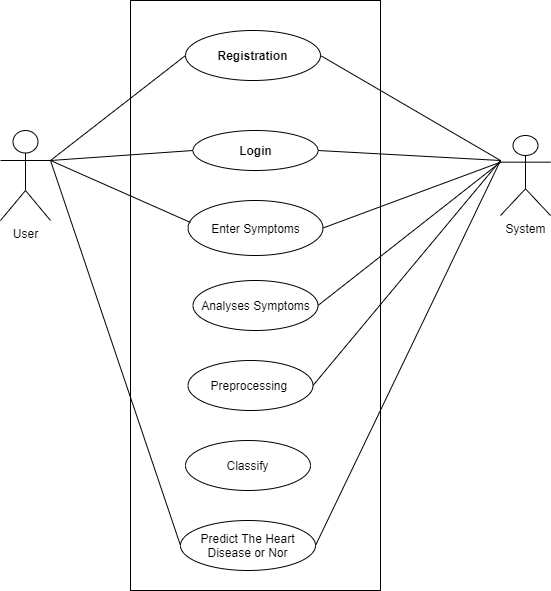 Registration
Login
Enter Symptoms
User
System
Analyses Symptoms
Preprocessing
Classify
Predict The Heart
Disease or Nor